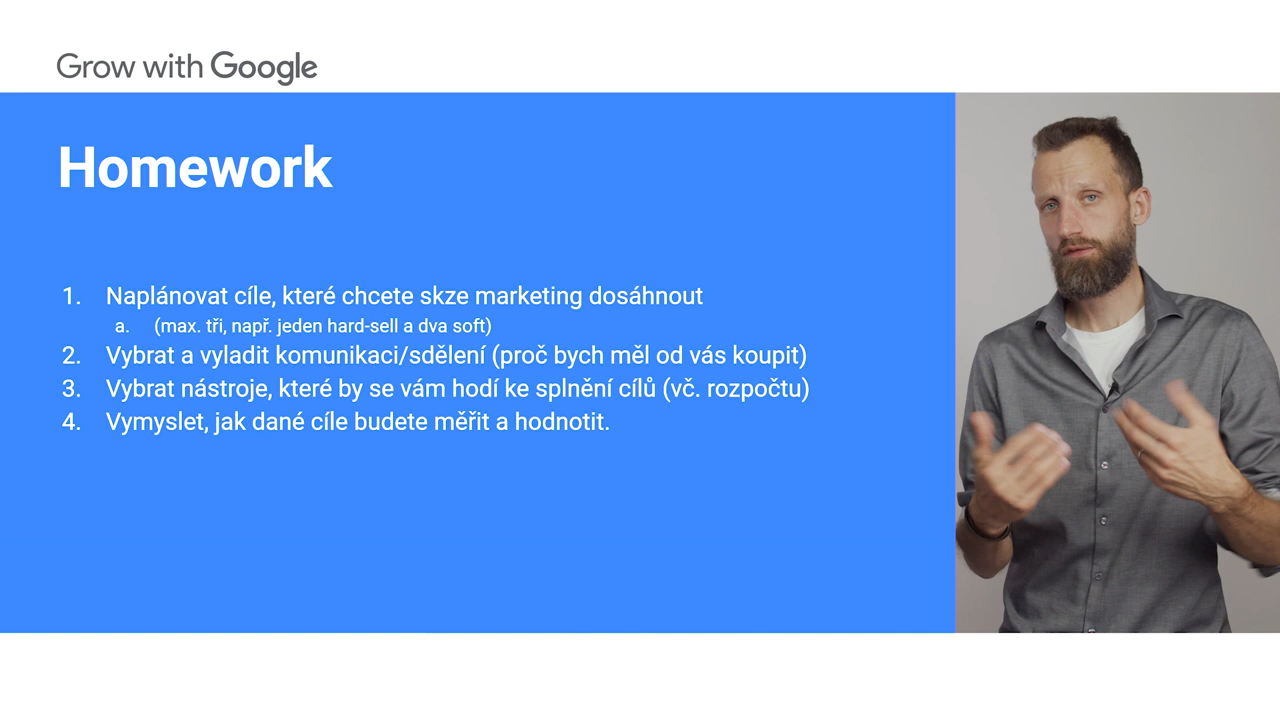 Grow with Google
Homework
1. Naplánovat cíle, které chcete skze marketing dosáhnout
a. (max. tři, např. jeden hard-sell a dva soft)
2. Vybrat a vyladit komunikaci/sdělení (proč bych měl od vás koupit)
3. Vybrat nástroje, které by se vám hodí ke splnění cílů (vč. rozpočtu)
4. Vymyslet, jak dané cíle budete měřit a hodnotit.